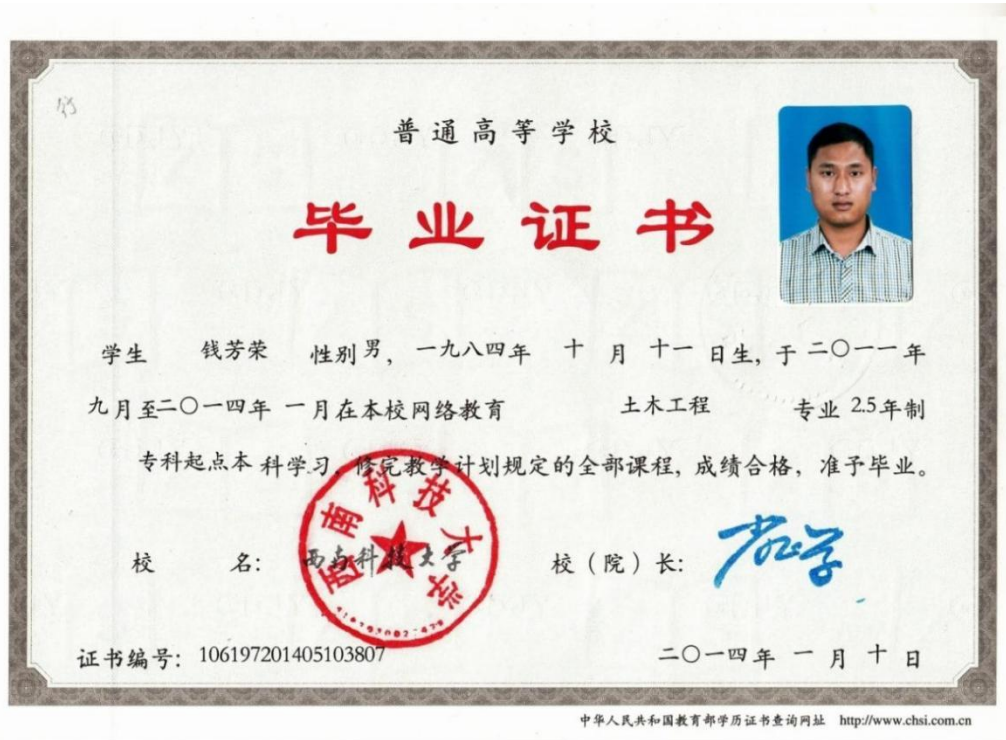 普通高等学校
毕业证书
学生 钱芳荣 性别 男，一九八四年 十 月 十一 日生，于 二〇一一 年
九月至二〇一四年 一月在本校网络教育 土木工程 专业 2.5年制
专科起点本 科学习，修完教学计划规定的全部课程，成绩合格，准予毕业。
校 名： 西南科技大学 校（院）长：
西南科技大学
证书编号：106197201405103807 二〇一四年 一 月 十 日
中华人民共和国教育部学历证书查询网址 http://www.chsi.com.cn